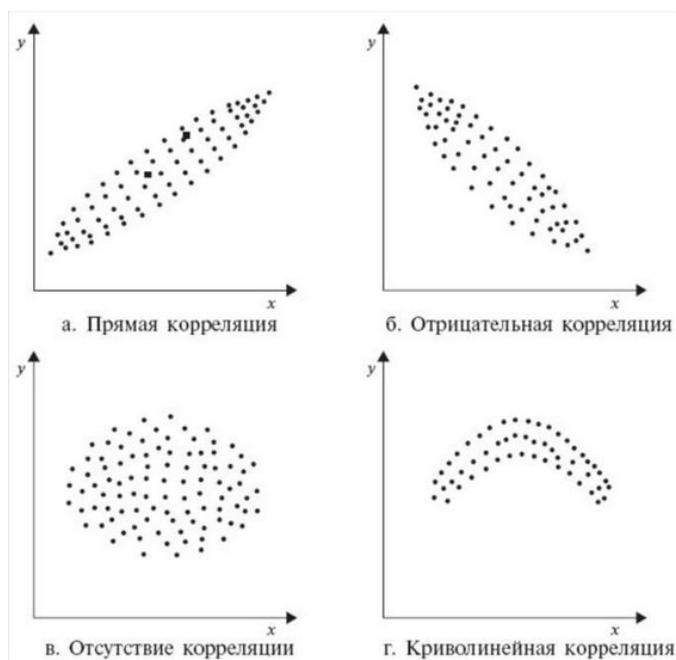 y
y
x
x
а. Прямая корреляция
б. Отрицательная корреляция
y
y
x
x
в. Отсутствие корреляции
г. Криволинейная корреляция